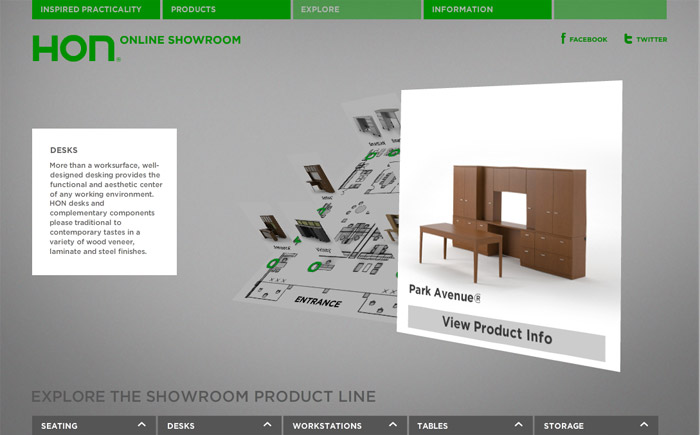 INSPIRED PRACTICALITY
PRODUCTS
EXPLORE
INFORMATION
HON® ONLINE SHOWROOM
FACEBOOK
TWITTER
DESKS
More than a worksurface, well-
designed desking provides the
functional and aesthetic center
of any working environment.
HON desks and
complementary components
please traditional to
contemporary tastes in a
variety of wood veneer,
laminate and steel finishes.
ENTRANCE
Park Avenue®
View Product Info
EXPLORE THE SHOWROOM PRODUCT LINE
SEATING
DESKS
WORKSTATIONS
TABLES
STORAGE